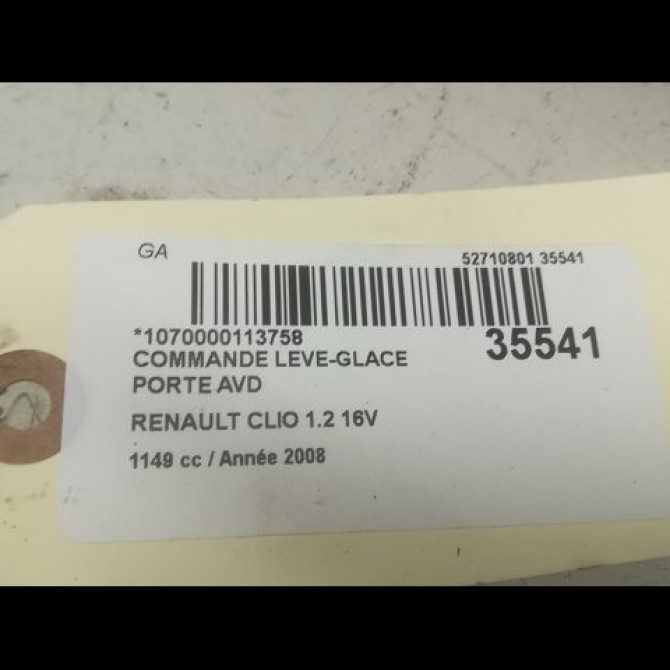 GA
52710801 35541
*1070000113758
35541
COMMANDE LEVE-GLACE
PORTE AVD
RENAULT CLIO 1.2 16V
1149 cc / Année 2008